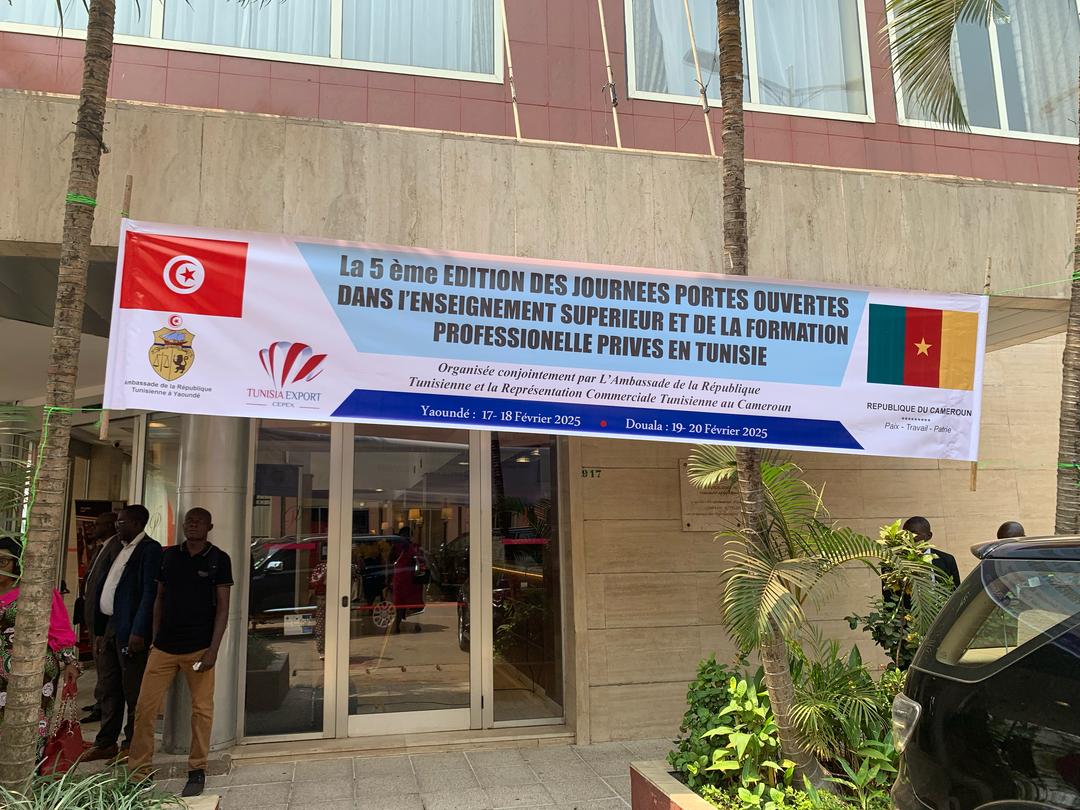 La 5 ème EDITION DES JOURNEES PORTES OUVERTES
DANS l'ENSEIGNEMENT SUPERIEUR ET DE LA FORMATION
PROFESSIONELLE PRIVES EN TUNISIE
Organisée conjointement par L'Ambassade de la République
Tunisienne et la Représentation Commerciale Tunisienne au Cameroun
Yaoundé : 17- 18 Février 2025 • Douala : 19- 20 Février 2025
Ambassade de la République
Tunisienne à Yaoundé
TUNISIA EXPORT
CEPEX
REPUBLIQUE DU CAMEROUN
*********
Paix - Travail - Patrie
917